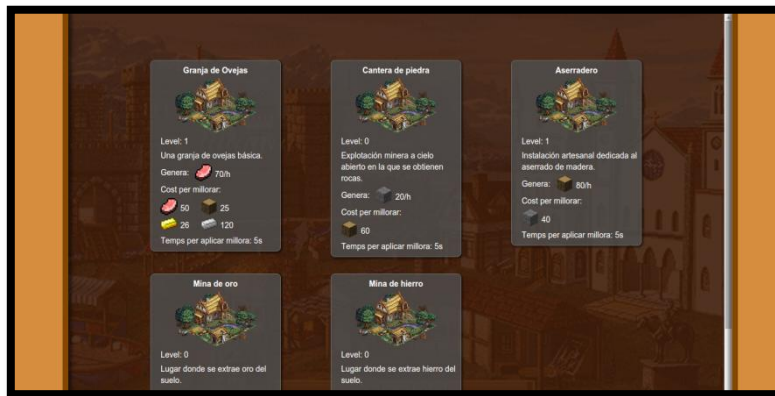 Granja de Ovejas
Level: 1
Una granja de ovejas básica.
Genera: 70/h
Cost per millorar:
50 25
26 120
Temps per aplicar millora: 5s
Cantera de piedra
Level: 0
Explotación minera a cielo
abierto en la que se obtienen
rocas.
Genera: 20/h
Cost per millorar:
60
Temps per aplicar millora: 5s
Aserradero
Level: 1
Instalación artesanal dedicada al
aserrado de madera.
Genera: 80/h
Cost per millorar:
40
Temps per aplicar millora: 5s
Mina de oro
Level: 0
Lugar donde se extrae oro del
suelo.
Mina de hierro
Level: 0
Lugar donde se extrae hierro del
suelo.